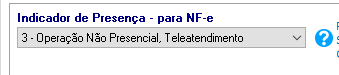 Indicador de Presença - para NF-e
3 - Operação Não Presencial, Teleatendimento
?